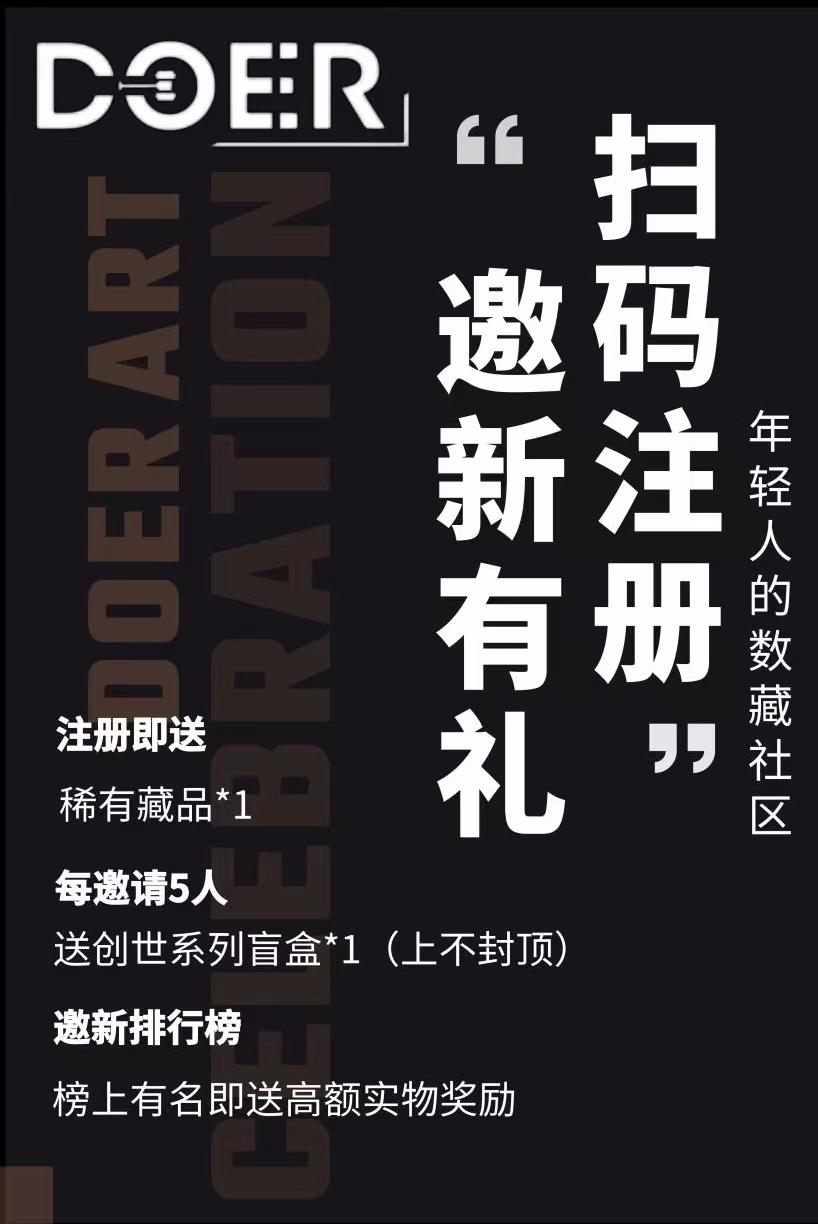 DOER
“扫码注册
邀新有礼”
年轻人的数藏社区
DOERART
CELEBRATION
注册即送
稀有藏品*1
每邀请5人
送创世系列盲盒*1（上不封顶）
邀新排行榜
榜上有名即送高额实物奖励